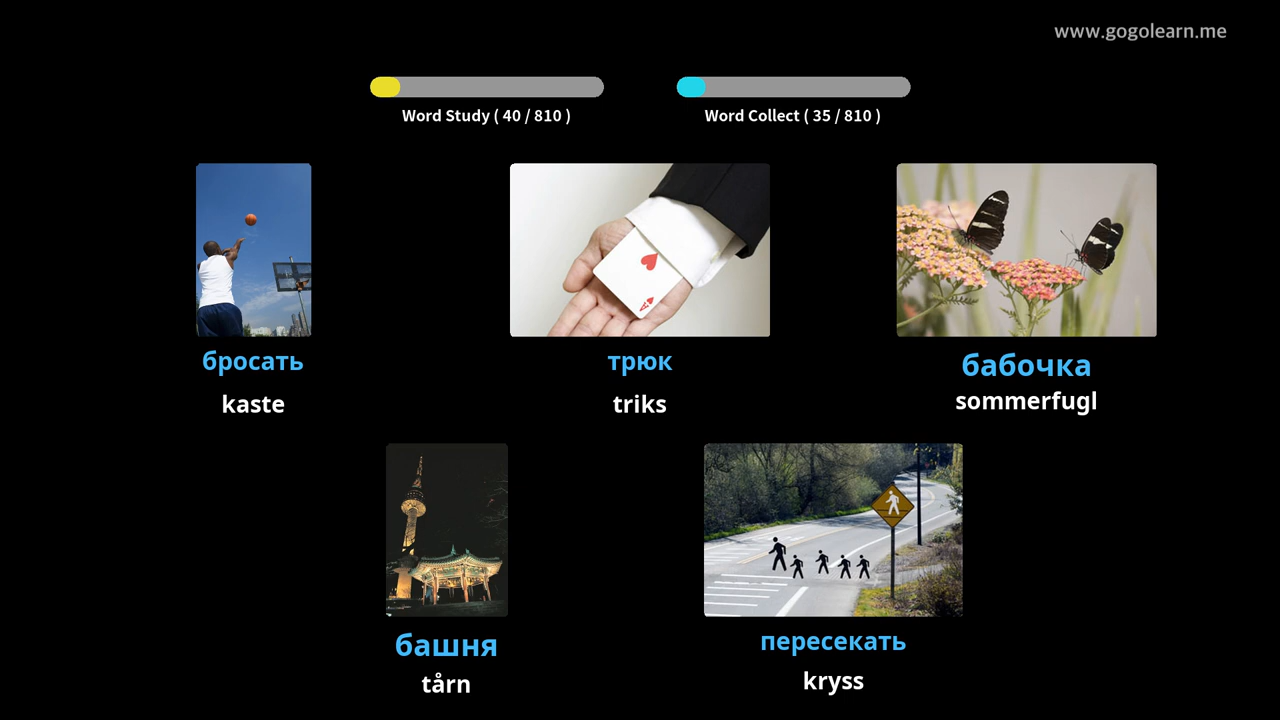 www.gogolearn.me
Word Study ( 40 / 810 )
Word Collect ( 35 / 810 )
бросать
kaste
трюк
triks
бабочка
sommerfugl
башня
tårn
пересекать
kryss